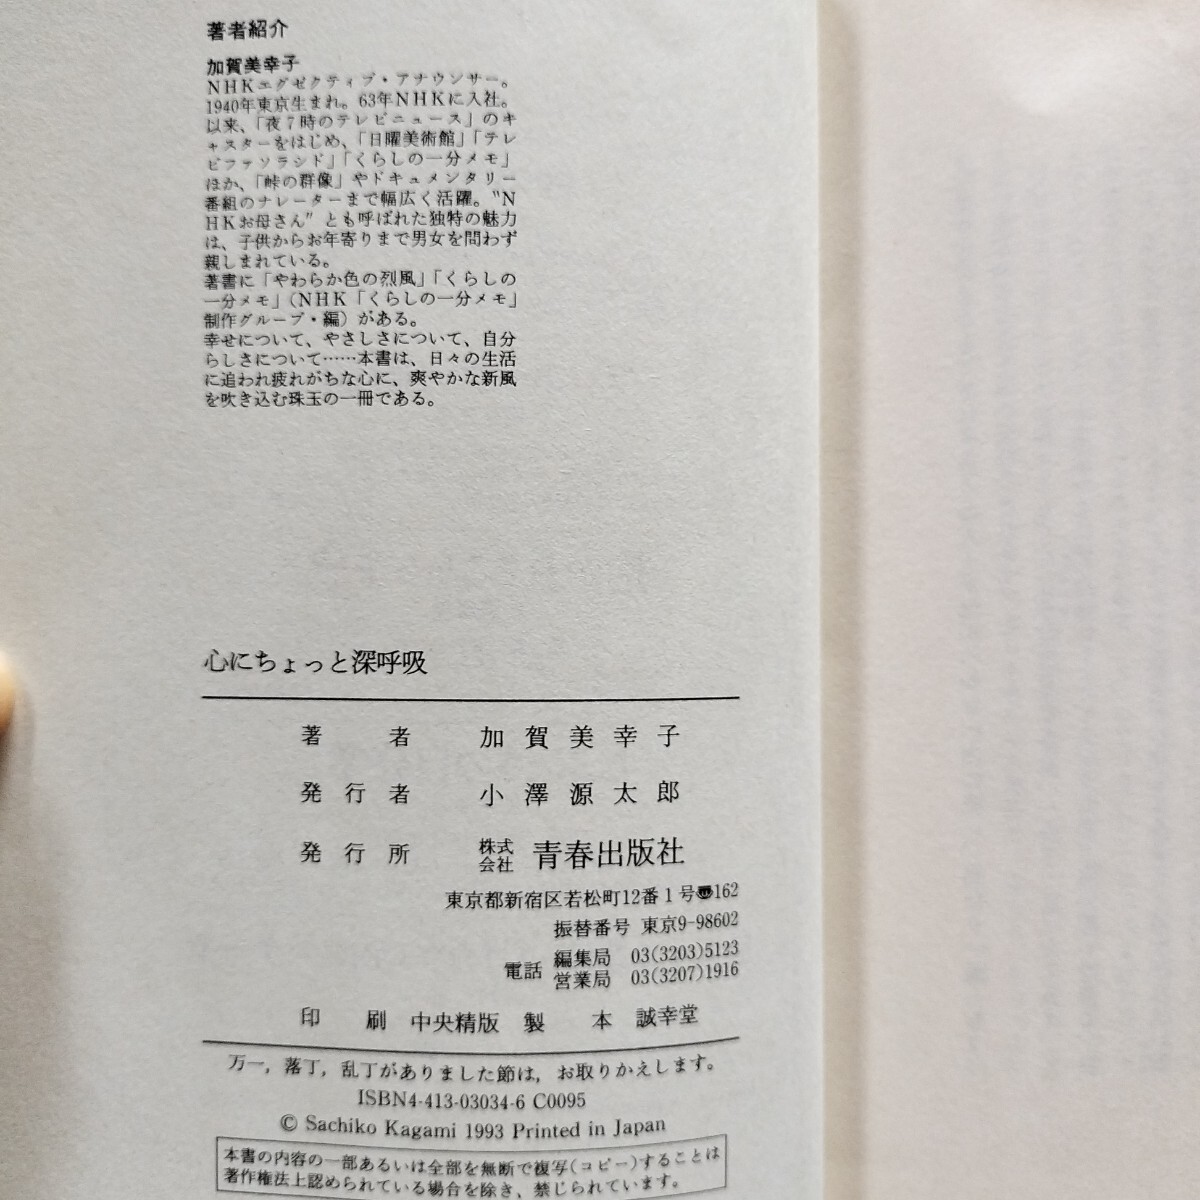 著者紹介
加賀美幸子
NHKエグゼクティブ・アナウンサー。
1940年東京生まれ。63年NHKに入社。
以来、「夜7時のテレビニュース」のキ
ャスターをはじめ、「日曜美術館」「テレ
ビファソラシド」「くらしの一分メモ」
ほか、「峠の群像」やドキュメンタリー
番組のナレーターまで幅広く活躍。〝N
HKお母さん〟とも呼ばれた独特の魅力
は、子供からお年寄りまで男女を問わず
親しまれている。
著書に「やわらか色の烈風」「くらしの
一分メモ」(NHK「くらしの一分メモ」
制作グループ・編）がある。
幸せについて、やさしさについて、自分
らしさについて……本書は、日々の生活
に追われ疲れがちな心に、爽やかな新風
を吹き込む珠玉の一冊である。
心にちょっと深呼吸
著者 加賀美幸子
発行者 小澤源太郎
発行所 株式会社 青春出版社
東京都新宿区若松町12番1号〠162
振替番号 東京9-98602
電話 編集局 03(3203)5123
営業局 03(3207)1916
印刷 中央精版 製本 誠幸堂
万一，落丁，乱丁がありました節は，お取りかえします。
ISBN4-413-03034-6 C0095
© Sachiko Kagami 1993 Printed in Japan
本書の内容の一部あるいは全部を無断で複写(コピー)することは
著作権法上認められている場合を除き、禁じられています。